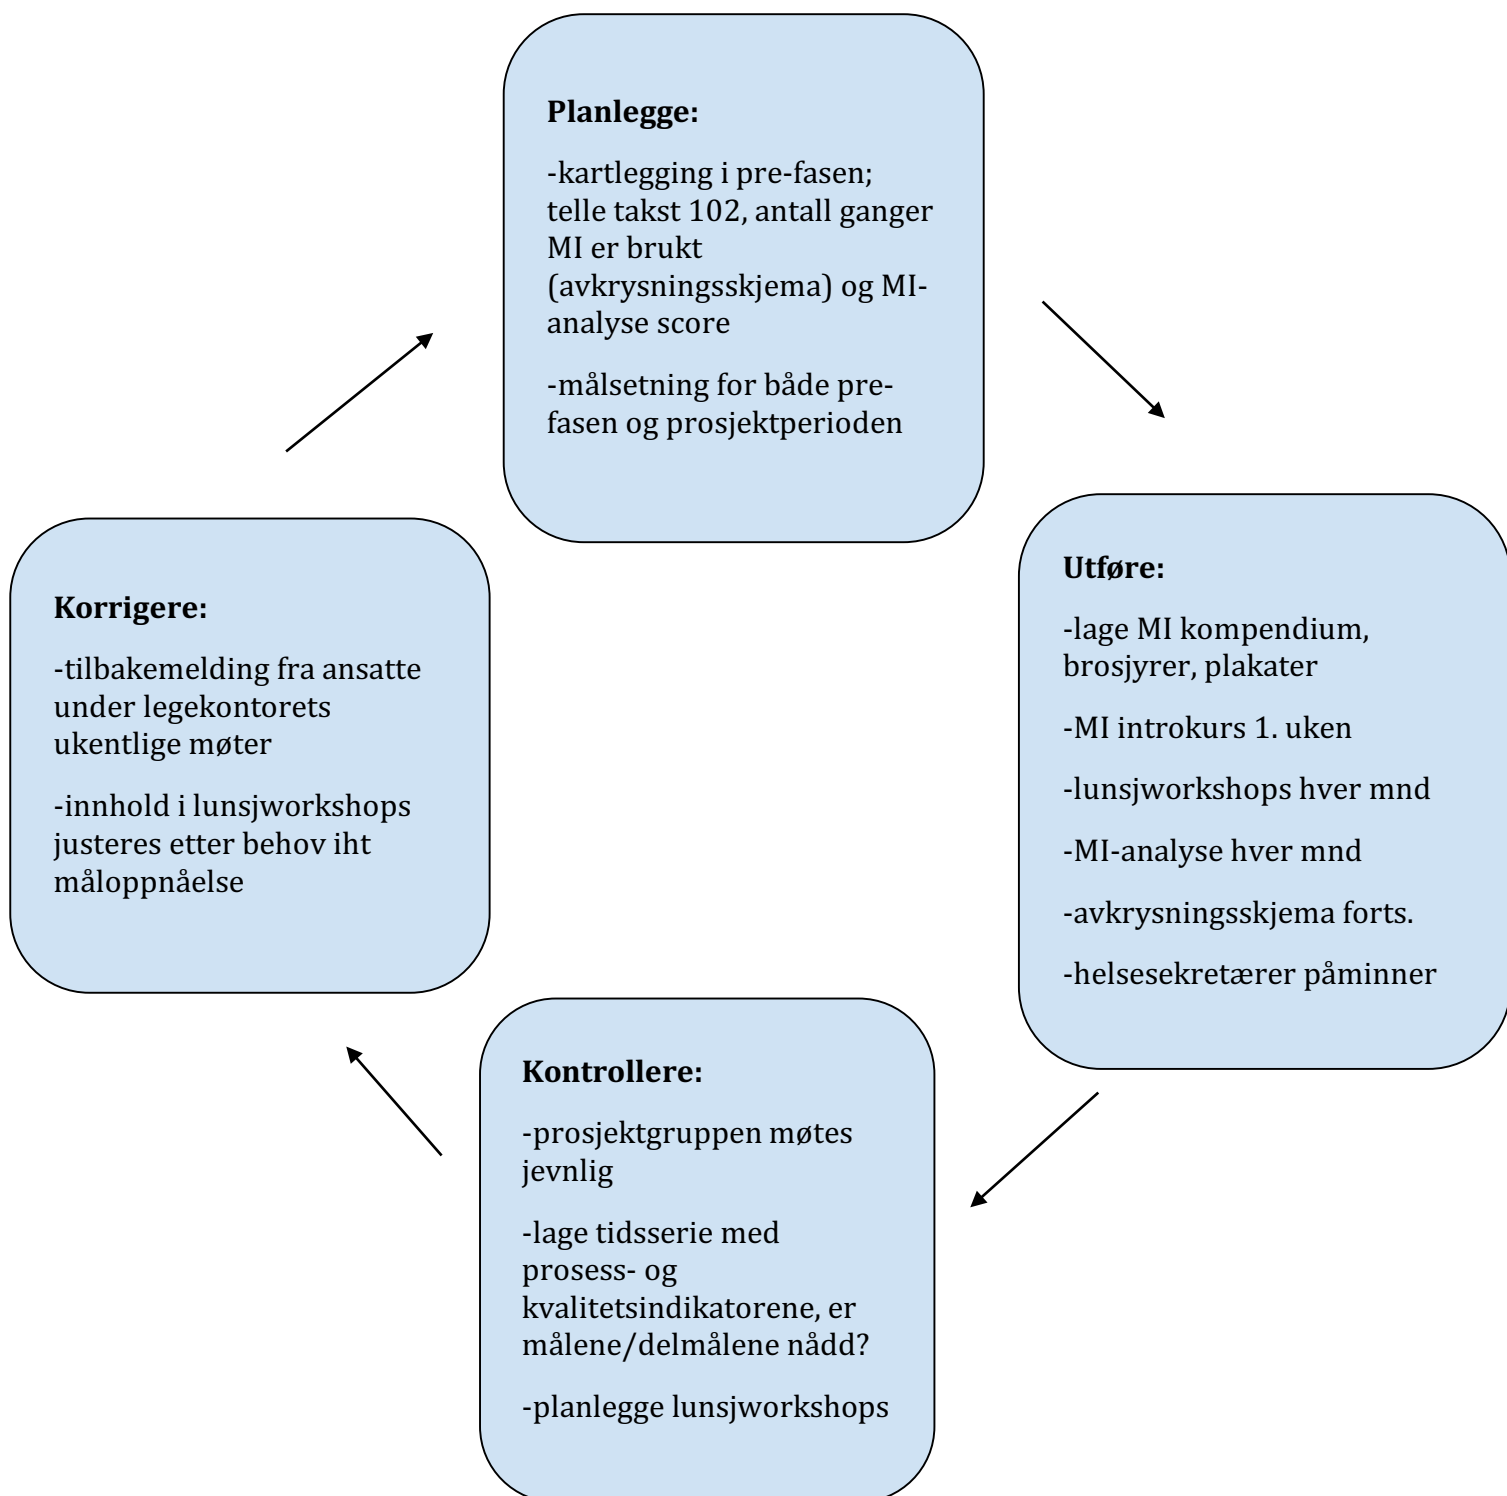 Planlegge:
-kartlegging i pre-fasen;
telle takst 102, antall ganger
MI er brukt
(avkrysningsskjema) og MI-
analyse score
-målsetning for både pre-
fasen og prosjektperioden
Utføre:
-lage MI kompendium,
brosjyrer, plakater
-MI introkurs 1. uken
-lunsjworkshops hver mnd
-MI-analyse hver mnd
-avkrysningsskjema forts.
-helsesekretærer påminner
Kontrollere:
-prosjektgruppen møtes
jevnlig
-lage tidsserie med
prosess- og
kvalitetsindikatorene, er
målene/delmålene nådd?
-planlegge lunsjworkshops
Korrigere:
-tilbakemelding fra ansatte
under legekontorets
ukentlige møter
-innhold i lunsjworkshops
justeres etter behov iht
måloppnåelse